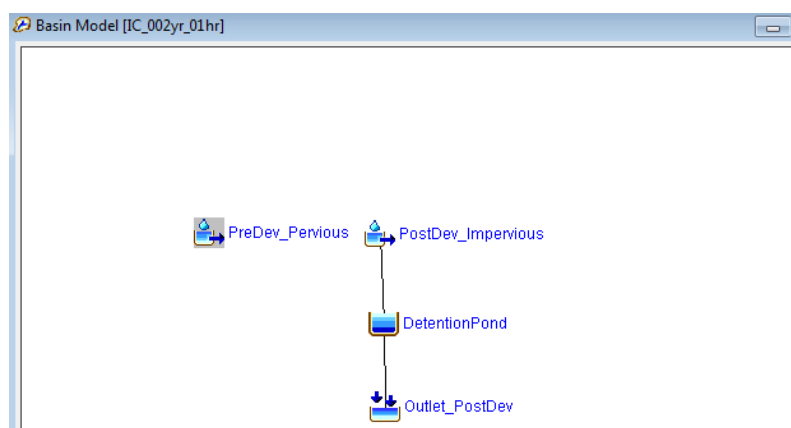 Basin Model [IC_002yr_01hr]
PreDev_Pervious
PostDev_Impervious
DetentionPond
Outlet_PostDev